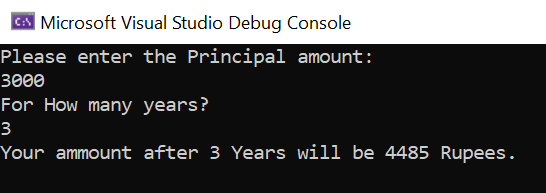 Microsoft Visual Studio Debug Console
Please enter the Principal amount:
3000
For How many years?
3
Your ammount after 3 Years will be 4485 Rupees.